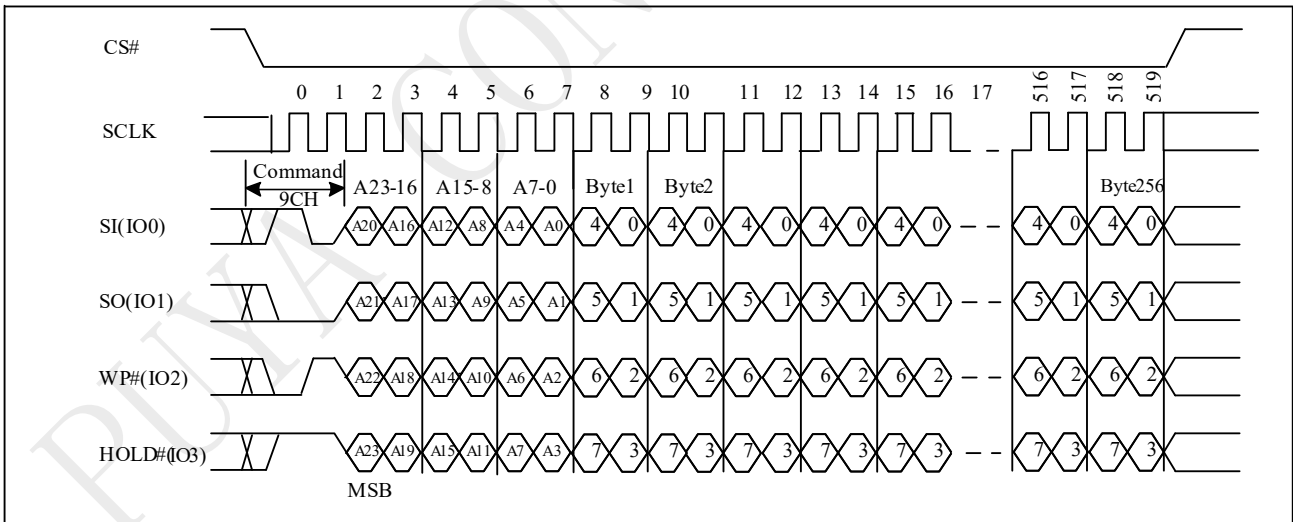 PUYA CON
CS#
0 1 2 3 4 5 6 7 8 9 10 11 12 13 14 15 16 17 516 517 518 519
SCLK
Command
9CH
A23-16 A15-8 A7-0 Byte1 Byte2 Byte256
SI(IO0) A20 A16 A12 A8 A4 A0 4 0 4 0 4 0 4 0 4 0 4 0 4 0
SO(IO1) A21 A17 A13 A9 A5 A1 5 1 5 1 5 1 5 1 5 1 5 1 5 1
WP#(IO2) A22 A18 A14 A10 A6 A2 6 2 6 2 6 2 6 2 6 2 6 2 6 2
HOLD#(IO3) A23 A19 A15 A11 A7 A3 7 3 7 3 7 3 7 3 7 3 7 3 7 3
MSB